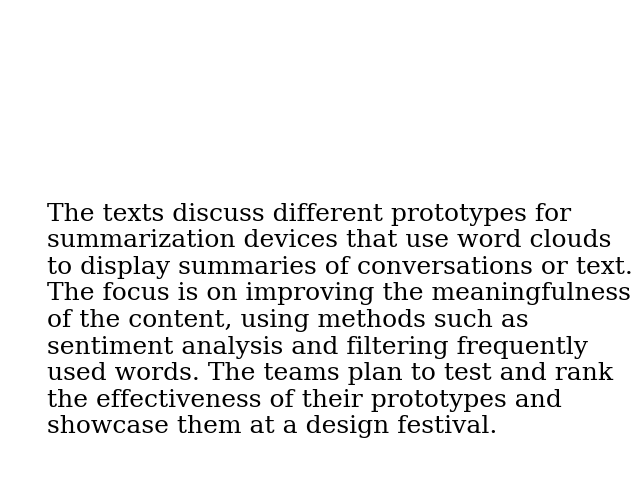 The texts discuss different prototypes for
summarization devices that use word clouds
to display summaries of conversations or text.
The focus is on improving the meaningfulness
of the content, using methods such as
sentiment analysis and filtering frequently
used words. The teams plan to test and rank
the effectiveness of their prototypes and
showcase them at a design festival.